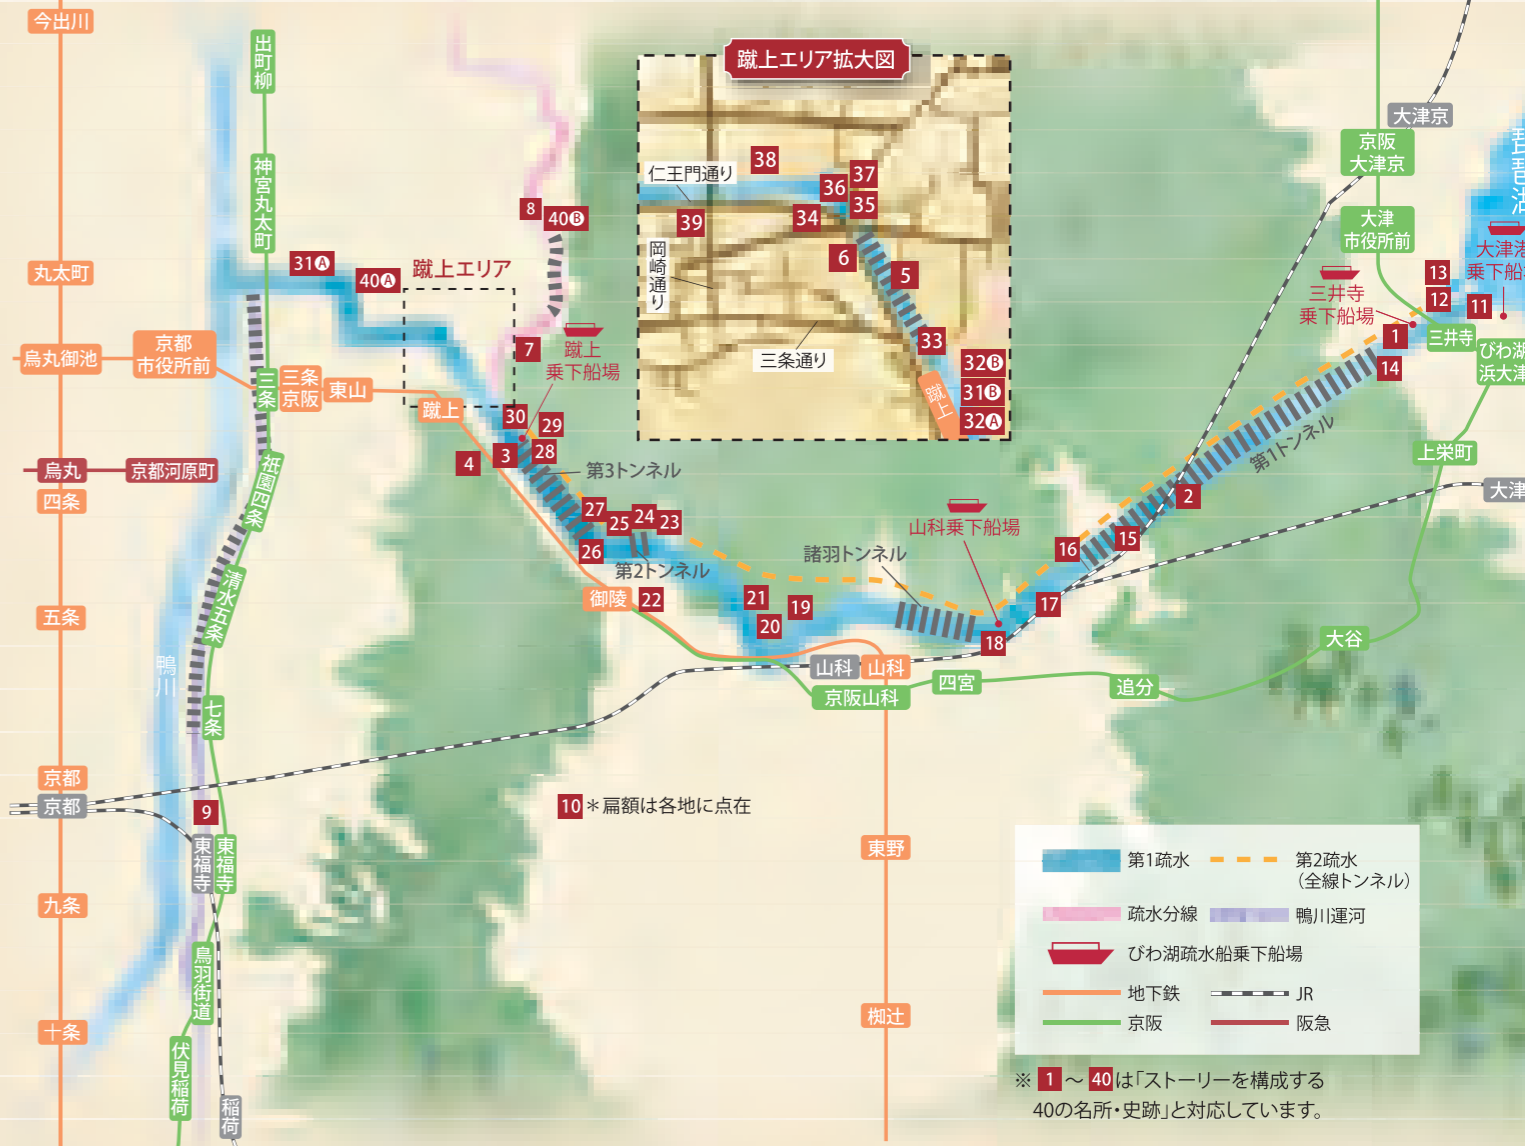 今出川
出町柳
神宮丸太町
丸太町
烏丸御池
京都
市役所前
三条
三条
京阪
東山
蹴上
烏丸
京都河原町
四条
祇園四条
清水五条
五条
鴨川
七条
京都
京都
9
東福寺
東福寺
九条
鳥羽街道
十条
伏見稲荷
稲荷
31A
40A
蹴上エリア
8
40B
7
蹴上
乗下船場
30
29
28
3
4
第3トンネル
27
25
24
23
26
第2トンネル
御陵
22
21
20
19
諸羽トンネル
山科乗下船場
18
17
16
15
2
第1トンネル
山科
山科
京阪山科
四宮
追分
大谷
上栄町
大津
東野
椥辻
10
＊扁額は各地に点在
蹴上エリア拡大図
仁王門通り
38
37
36
35
34
39
岡崎通り
6
5
33
三条通り
蹴上
32B
31B
32A
大津京
京阪
大津京
大津
市役所前
琵琶湖
大津港
乗下船場
三井寺
乗下船場
13
12
11
1
14
三井寺
びわ湖
浜大津
第1疏水
第2疏水
（全線トンネル）
疏水分線
鴨川運河
びわ湖疏水船乗下船場
地下鉄
JR
京阪
阪急
※ 1 ～ 40 は「ストーリーを構成する
40の名所・史跡」と対応しています。